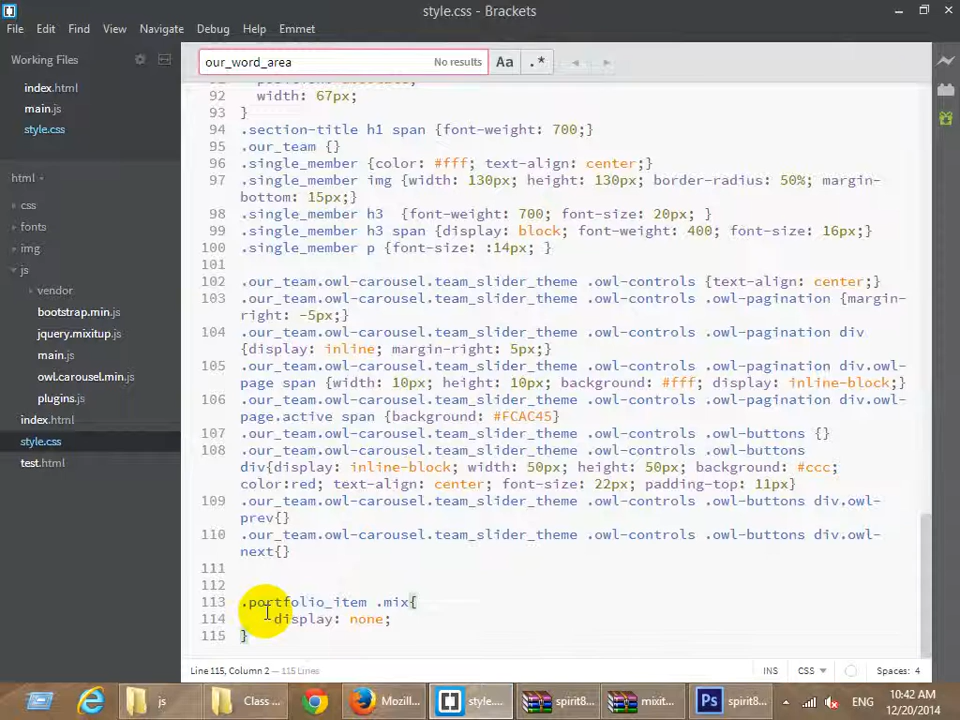 style.css - Brackets
File Edit Find View Navigate Debug Help Emmet
Working Files
index.html
main.js
style.css
html
css
fonts
img
js
vendor
bootstrap.min.js
jquery.mixitup.js
main.js
owl.carousel.min.js
plugins.js
index.html
style.css
test.html
our_word_area No results Aa .*
92 width: 67px;
93 }
94 .section-title h1 span {font-weight: 700;}
95 .our_team {}
96 .single_member {color: #fff; text-align: center;}
97 .single_member img {width: 130px; height: 130px; border-radius: 50%; margin-
bottom: 15px;}
98 .single_member h3  {font-weight: 700; font-size: 20px; }
99 .single_member h3 span {display: block; font-weight: 400; font-size: 16px;}
100 .single_member p {font-size: :14px; }
101
102 .our_team.owl-carousel.team_slider_theme .owl-controls {text-align: center;}
103 .our_team.owl-carousel.team_slider_theme .owl-controls .owl-pagination {margin-
right: -5px;}
104 .our_team.owl-carousel.team_slider_theme .owl-controls .owl-pagination div
{display: inline; margin-right: 5px;}
105 .our_team.owl-carousel.team_slider_theme .owl-controls .owl-pagination div.owl-
page span {width: 10px; height: 10px; background: #fff; display: inline-block;}
106 .our_team.owl-carousel.team_slider_theme .owl-controls .owl-pagination div.owl-
page.active span {background: #FCAC45}
107 .our_team.owl-carousel.team_slider_theme .owl-controls .owl-buttons {}
108 .our_team.owl-carousel.team_slider_theme .owl-controls .owl-buttons
div{display: inline-block; width: 50px; height: 50px; background: #ccc;
color:red; text-align: center; font-size: 22px; padding-top: 11px}
109 .our_team.owl-carousel.team_slider_theme .owl-controls .owl-buttons div.owl-
prev{}
110 .our_team.owl-carousel.team_slider_theme .owl-controls .owl-buttons div.owl-
next{}
111
112
113 .portfolio_item .mix{
114 display: none;
115 }
Line 115, Column 2 — 115 Lines INS CSS Spaces: 4
js Class ... Mozill... style.... spirit8... mixit... Ps spirit8... ENG 10:42 AM
12/20/2014